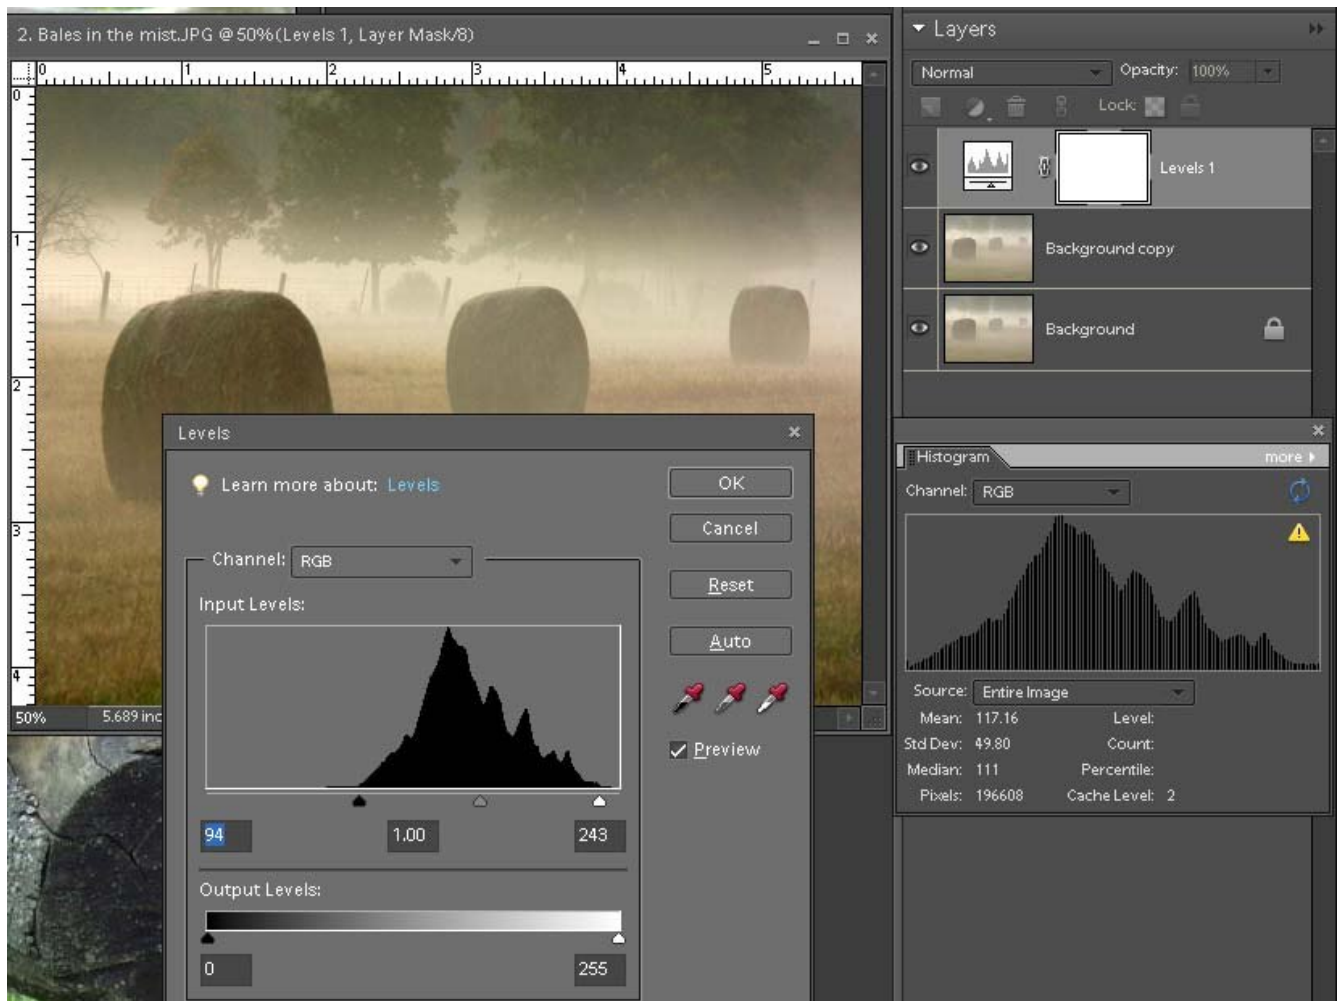 2. Bales in the mist.JPG @ 50%(Levels 1, Layer Mask/8)
0 1 2 3 4 5
0
1
2
3
4
50% 5.689 inc
Levels
Learn more about: Levels
OK
Cancel
Channel: RGB
Reset
Input Levels:
Auto
Preview
94 1.00 243
Output Levels:
0 255
Layers
Normal Opacity: 100%
Lock:
Levels 1
Background copy
Background
Histogram more
Channel: RGB
Source: Entire Image
Mean: 117.16 Level:
Std Dev: 49.80 Count:
Median: 111 Percentile:
Pixels: 196608 Cache Level: 2